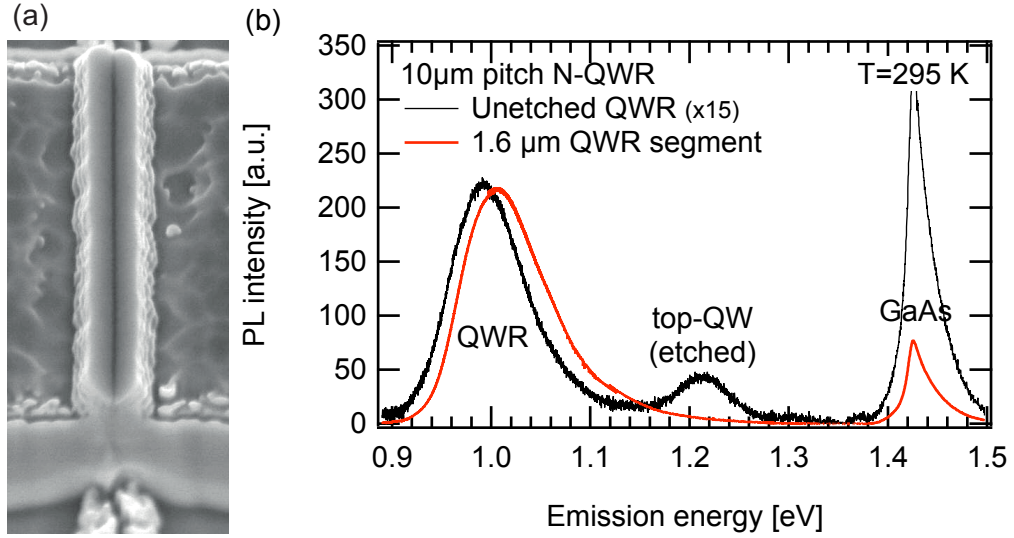 (a)
(b)
350
300
250
200
150
100
50
0
PL intensity [a.u.]
10µm pitch N-QWR
T=295 K
Unetched QWR (x15)
1.6 µm QWR segment
QWR
top-QW
(etched)
GaAs
0.9
1.0
1.1
1.2
1.3
1.4
1.5
Emission energy [eV]